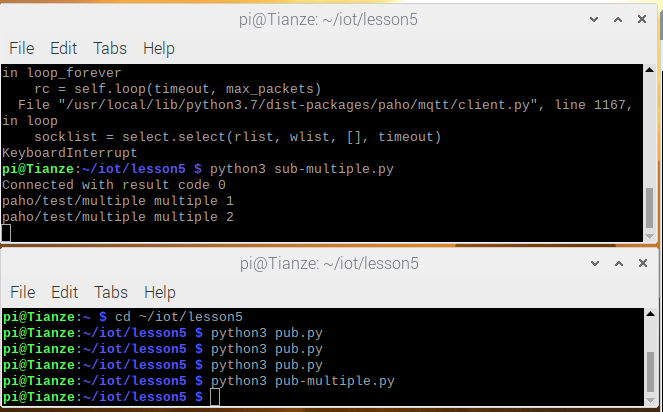 pi@Tianze: ~/iot/lesson5
File Edit Tabs Help
in loop_forever
    rc = self.loop(timeout, max_packets)
  File "/usr/local/lib/python3.7/dist-packages/paho/mqtt/client.py", line 1167,
in loop
    socklist = select.select(rlist, wlist, [], timeout)
KeyboardInterrupt
pi@Tianze:~/iot/lesson5 $ python3 sub-multiple.py
Connected with result code 0
paho/test/multiple multiple 1
paho/test/multiple multiple 2
pi@Tianze: ~/iot/lesson5
File Edit Tabs Help
pi@Tianze:~ $ cd ~/iot/lesson5
pi@Tianze:~/iot/lesson5 $ python3 pub.py
pi@Tianze:~/iot/lesson5 $ python3 pub.py
pi@Tianze:~/iot/lesson5 $ python3 pub.py
pi@Tianze:~/iot/lesson5 $ python3 pub-multiple.py
pi@Tianze:~/iot/lesson5 $